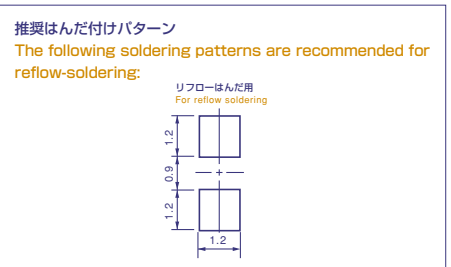 推奨はんだ付けパターン
The following soldering patterns are recommended for
reflow-soldering:
リフローはんだ用
For reflow soldering
1.2
0.9
1.2
1.2